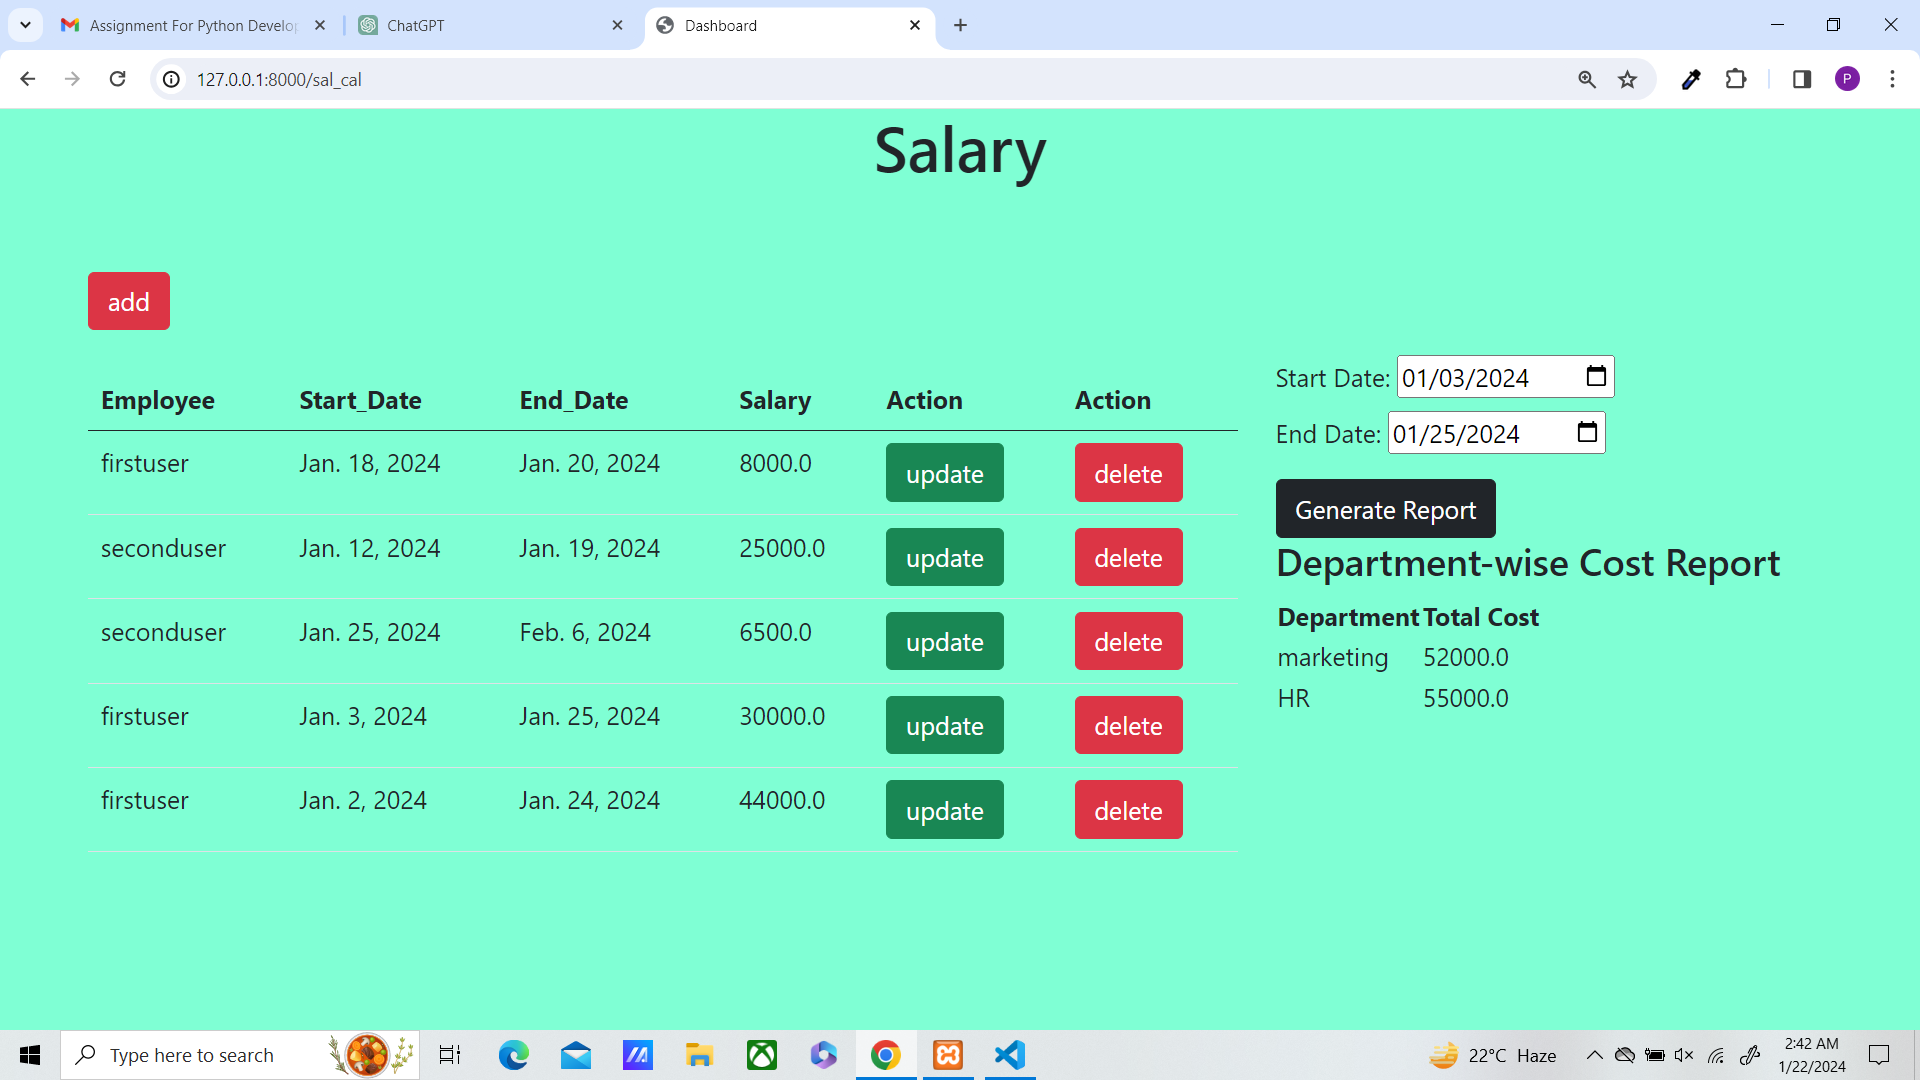 Assignment For Python Develop
ChatGPT
Dashboard
127.0.0.1:8000/sal_cal
P
Salary
add
Employee Start_Date End_Date Salary Action Action
firstuser Jan. 18, 2024 Jan. 20, 2024 8000.0 update delete
seconduser Jan. 12, 2024 Jan. 19, 2024 25000.0 update delete
seconduser Jan. 25, 2024 Feb. 6, 2024 6500.0 update delete
firstuser Jan. 3, 2024 Jan. 25, 2024 30000.0 update delete
firstuser Jan. 2, 2024 Jan. 24, 2024 44000.0 update delete
Start Date: 01/03/2024
End Date: 01/25/2024
Generate Report
Department-wise Cost Report
Department Total Cost
marketing 52000.0
HR 55000.0
Type here to search
22°C Haze
2:42 AM
1/22/2024